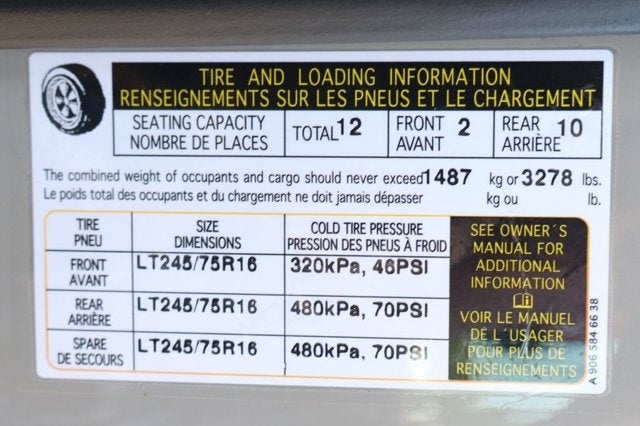 TIRE AND LOADING INFORMATION
RENSEIGNEMENTS SUR LES PNEUS ET LE CHARGEMENT
SEATING CAPACITY
NOMBRE DE PLACES
TOTAL 12
FRONT 2
AVANT
REAR 10
ARRIÈRE
The combined weight of occupants and cargo should never exceed 1487 kg or 3278 lbs.
Le poids total des occupants et du chargement ne doit jamais dépasser kg ou lb.
TIRE
PNEU
SIZE
DIMENSIONS
COLD TIRE PRESSURE
PRESSION DES PNEUS À FROID
FRONT
AVANT
LT245/75R16
320kPa, 46PSI
REAR
ARRIÈRE
LT245/75R16
480kPa, 70PSI
SPARE
DE SECOURS
LT245/75R16
480kPa, 70PSI
SEE OWNER´S
MANUAL FOR
ADDITIONAL
INFORMATION
VOIR LE MANUEL
DE L´USAGER
POUR PLUS DE
RENSEIGNEMENTS
A 906 584 66 38